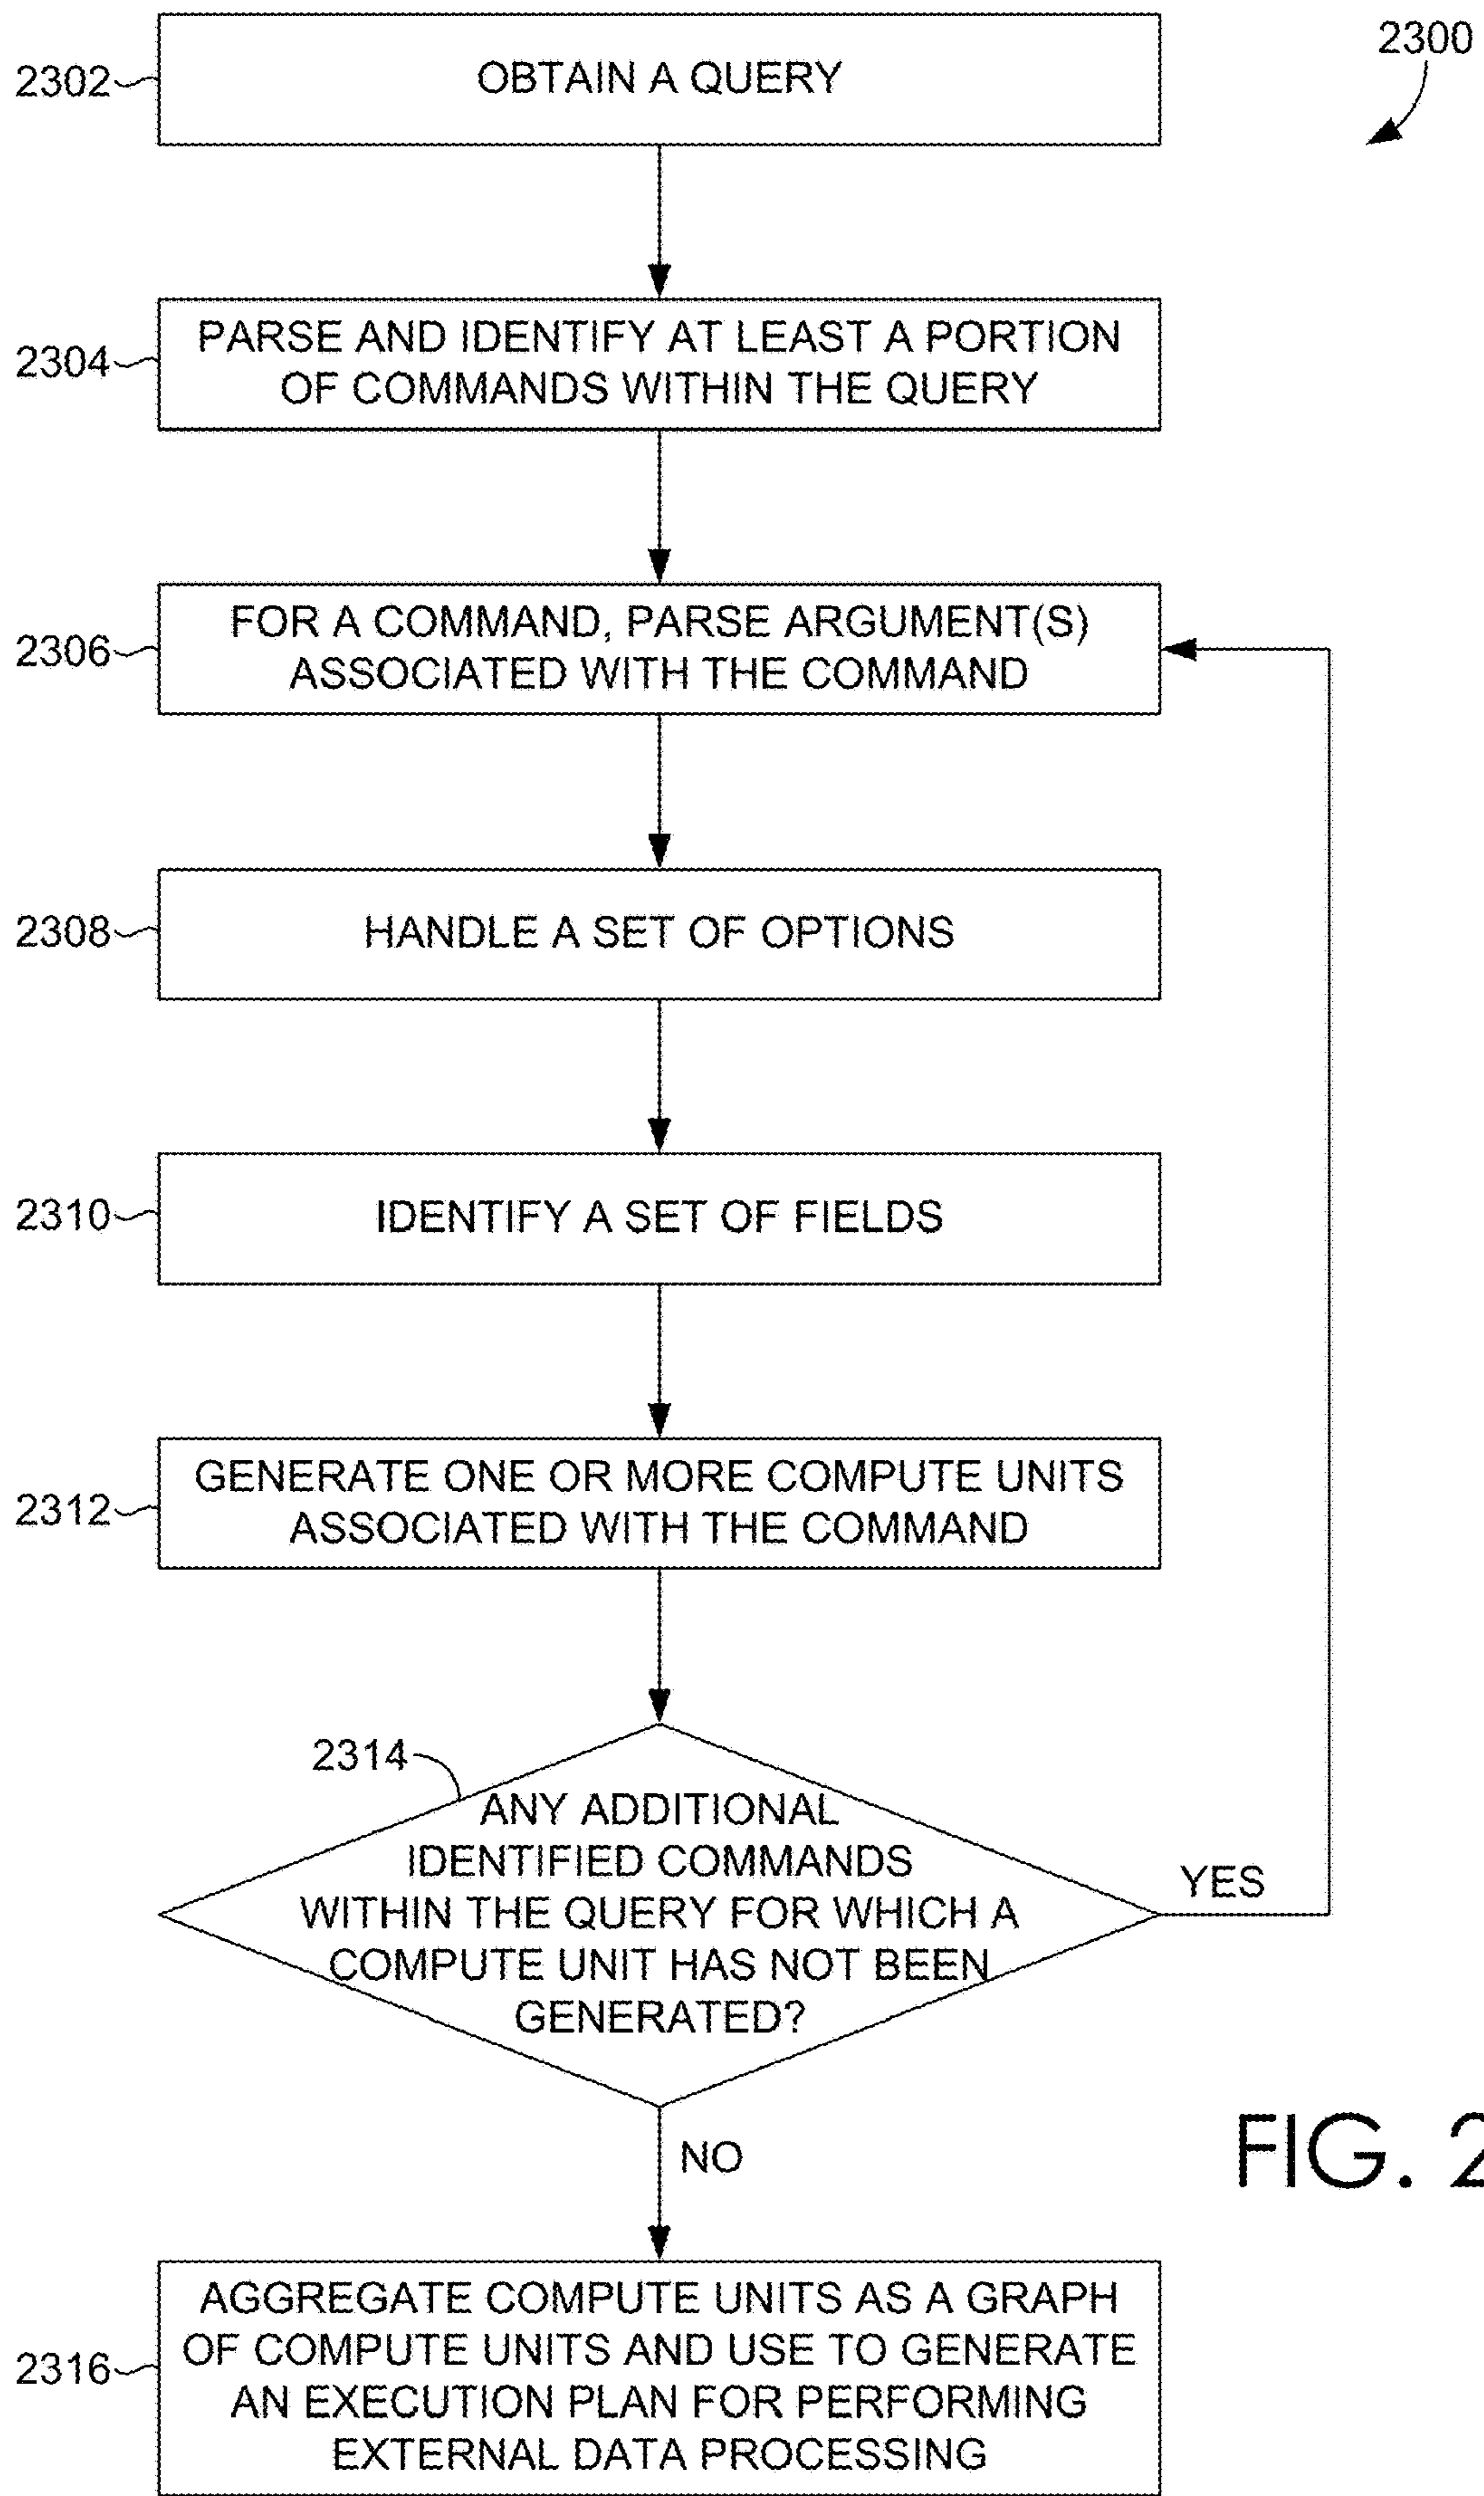 2300
2302
OBTAIN A QUERY
2304
PARSE AND IDENTIFY AT LEAST A PORTION
OF COMMANDS WITHIN THE QUERY
2306
FOR A COMMAND, PARSE ARGUMENT(S)
ASSOCIATED WITH THE COMMAND
2308
HANDLE A SET OF OPTIONS
2310
IDENTIFY A SET OF FIELDS
2312
GENERATE ONE OR MORE COMPUTE UNITS
ASSOCIATED WITH THE COMMAND
2314
ANY ADDITIONAL
IDENTIFIED COMMANDS
WITHIN THE QUERY FOR WHICH A
COMPUTE UNIT HAS NOT BEEN
GENERATED?
YES
NO
FIG. 2
2316
AGGREGATE COMPUTE UNITS AS A GRAPH
OF COMPUTE UNITS AND USE TO GENERATE
AN EXECUTION PLAN FOR PERFORMING
EXTERNAL DATA PROCESSING